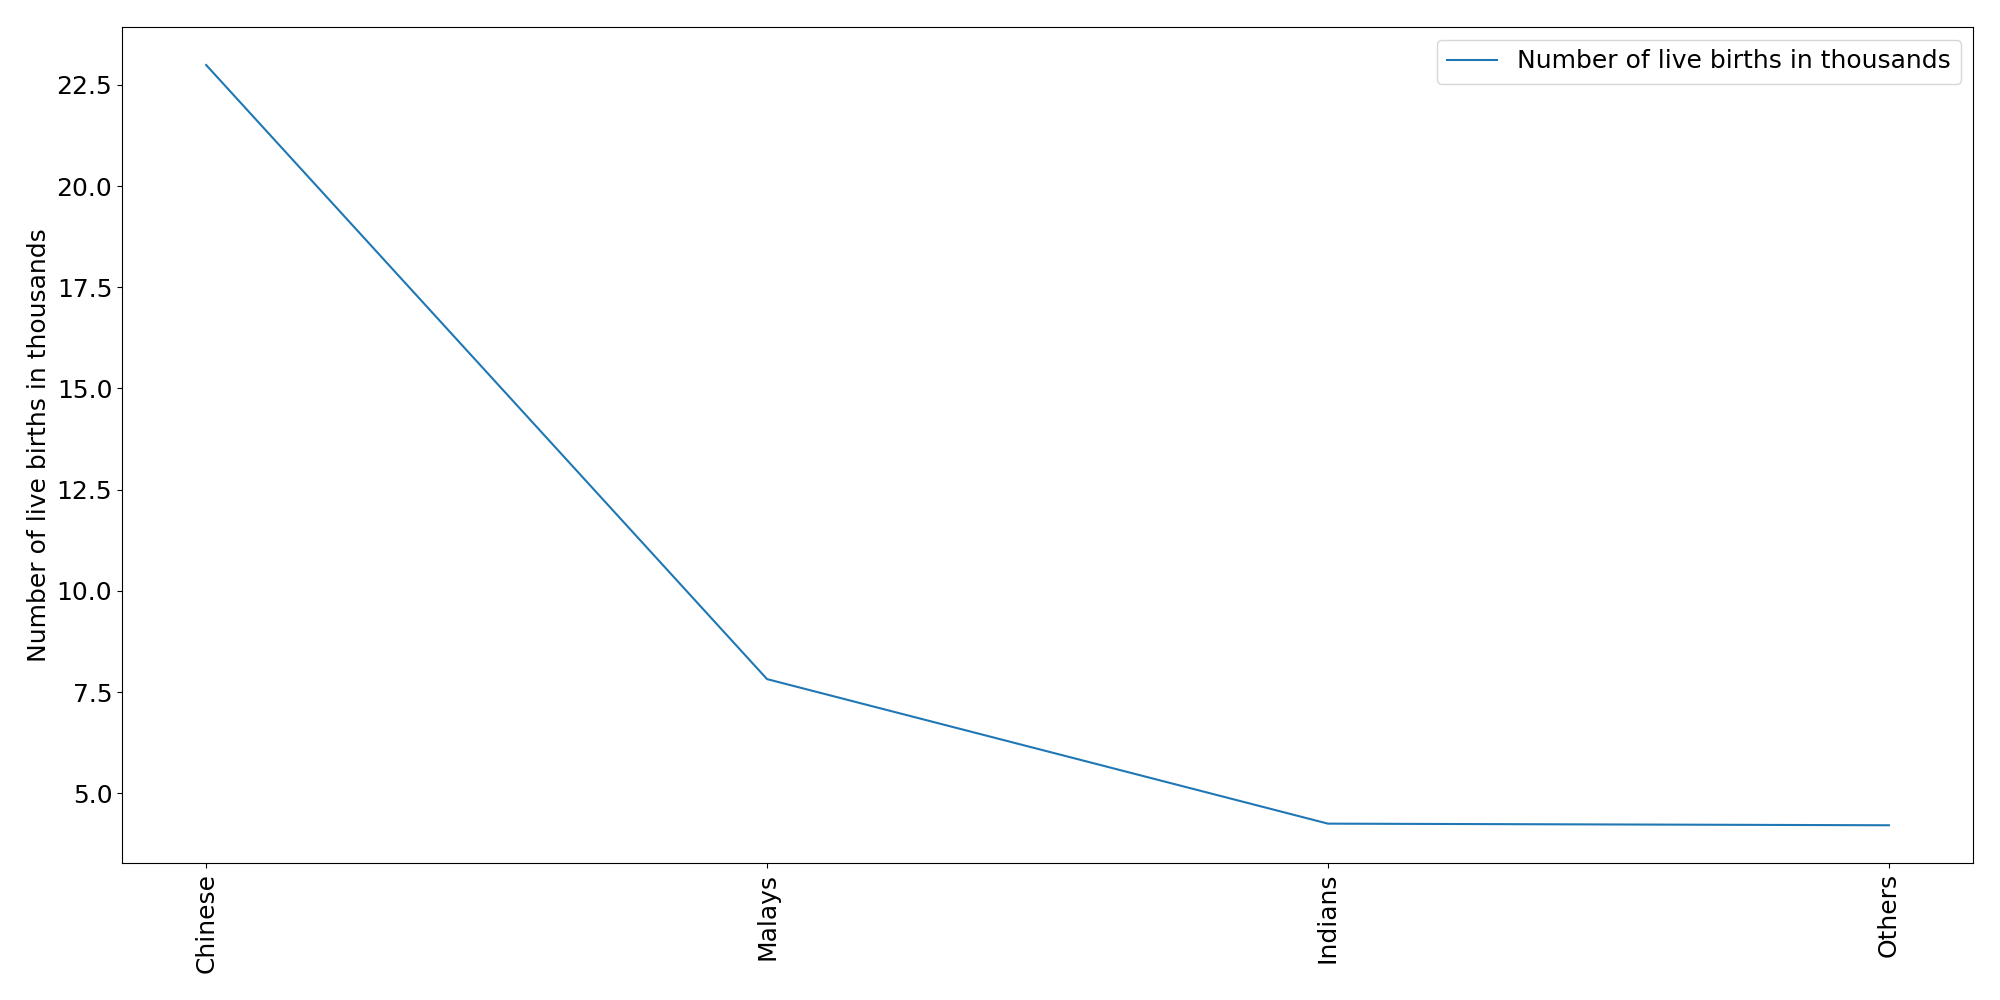 Number of live births in thousands
Number of live births in thousands
22.5
20.0
17.5
15.0
12.5
10.0
7.5
5.0
Chinese
Malays
Indians
Others